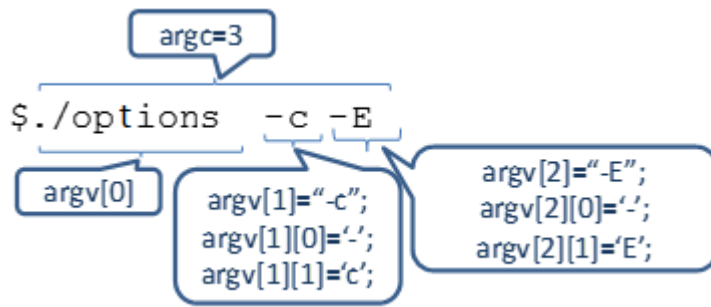 argc=3
$./options -c -E
argv[0]
argv[1]=“-c”;
argv[1][0]=‘-’;
argv[1][1]=‘c’;
argv[2]=“-E”;
argv[2][0]=‘-’;
argv[2][1]=‘E’;